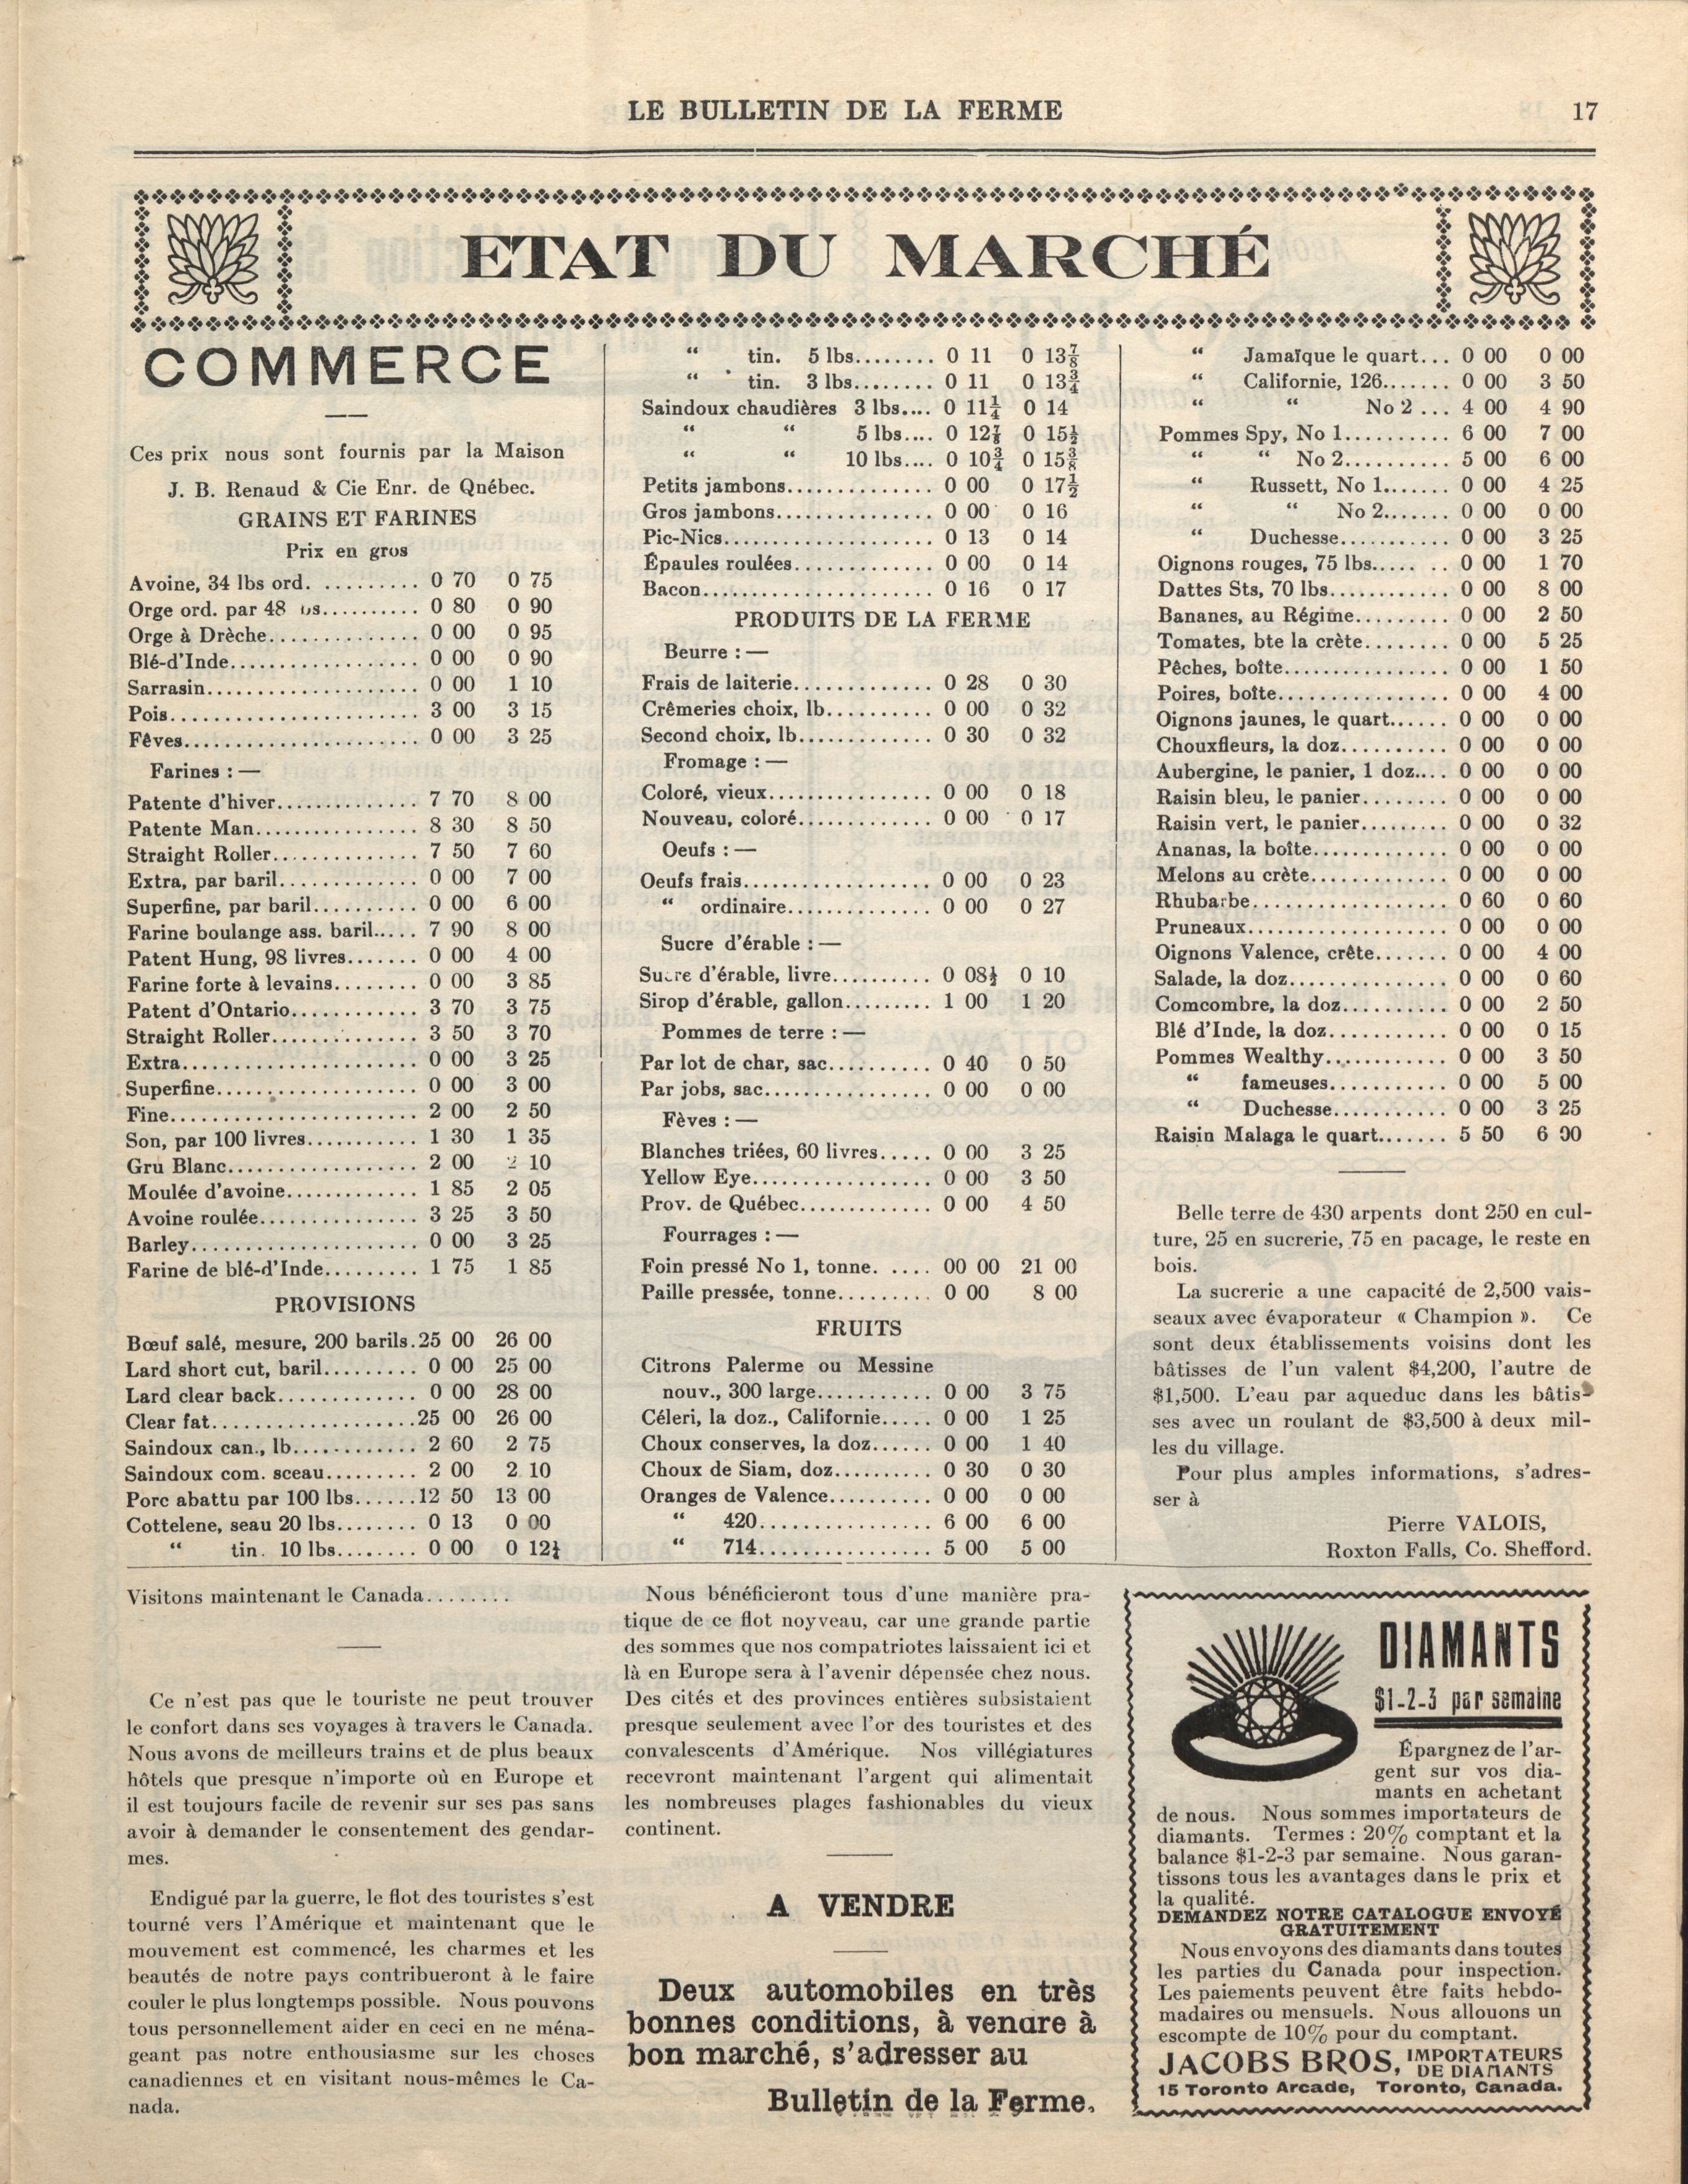 LE BULLETIN DE LA FERME 17
ETAT DU MARCHÉ
COMMERCE
Ces prix nous sont fournis par la Maison
J. B. Renaud & Cie Enr. de Qnébec.
GRAINS ET FARINES
Prix en gros
Avoine, 34 lbs ord. .......... 0 70 0 75
Orge ord. par 48 .......... 0 80 0 90
Orge à Drèche............... 0 00 0 95
Blé-d'Inde................... 0 00 0 90
Sarrasin..................... 0 00 1 10
Pois......................... 3 00 3 15
Fêves........................ 0 00 3 25
Farines : —
Patente d'hiver.............. 7 70 8 00
Patente Man................ 8 30 8 50
Straight Roller............... 7 50 7 60
Extra, par baril.............. 0 00 7 00
Superfine, par baril.......... 0 00 6 00
Farine boulange ass. baril..... 7 90 8 00
Patent Hung, 98 livres....... 0 00 4 00
Farine forte à levains........ 0 00 3 85
Patent d'Ontario............ 3 70 3 75
Straight Roller............... 3 50 3 70
Extra........................ 0 00 3 25
Superfine.................... 0 00 3 00
Fine......................... 2 00 2 50
Son, par 100 livres........... 1 30 1 35
Gru Blanc................... 2 00 2 10
Moulée d'avoine............. 1 85 2 05
Avoine roulée................ 3 25 3 50
Barley....................... 0 00 3 25
Farine de blé-d'Inde......... 1 75 1 85
PROVISIONS
Bœuf salé, mesure, 200 barils. 25 00 26 00
Lard short cut, baril......... 0 00 25 00
Lard clear back.............. 0 00 28 00
Clear fat.................... 25 00 26 00
Saindoux can., lb............ 2 60 2 75
Saindoux com. sceau......... 2 00 2 10
Porc abattu par 100 lbs...... 12 50 13 00
Cottelene, seau 20 lbs........ 0 13 0 00
“ tin. 10 lbs........ 0 00 0 12½
“ tin. 5 lbs........ 0 11 0 13⅞
“ tin. 3 lbs........ 0 11 0 13¾
Saindoux chaudières 3 lbs.... 0 11¼ 0 14
“ “ 5 lbs.... 0 12⅞ 0 15½
“ “ 10 lbs.... 0 10¾ 0 15⅜
Petits jambons.............. 0 00 0 17½
Gros jambons............... 0 00 0 16
Pic-Nics..................... 0 13 0 14
Épaules roulées.............. 0 00 0 14
Bacon....................... 0 16 0 17
PRODUITS DE LA FERME
Beurre : —
Frais de laiterie............. 0 28 0 30
Crêmeries choix, lb.......... 0 00 0 32
Second choix, lb............. 0 30 0 32
Fromage : —
Coloré, vieux................ 0 00 0 18
Nouveau, coloré............. 0 00 0 17
Oeufs : —
Oeufs frais................... 0 00 0 23
“ ordinaire.............. 0 00 0 27
Sucre d'érable : —
Sucre d'érable, livre.......... 0 08½ 0 10
Sirop d'érable, gallon......... 1 00 1 20
Pommes de terre : —
Par lot de char, sac.......... 0 40 0 50
Par jobs, sac................. 0 00 0 00
Fèves : —
Blanches triées, 60 livres..... 0 00 3 25
Yellow Eye.................. 0 00 3 50
Prov. de Québec............. 0 00 4 50
Fourrages : —
Foin pressé No 1, tonne. .... 00 00 21 00
Paille pressée, tonne......... 0 00 8 00
FRUITS
Citrons Palerme ou Messine
nouv., 300 large........... 0 00 3 75
Céleri, la doz., Californie..... 0 00 1 25
Choux conserves, la doz...... 0 00 1 40
Choux de Siam, doz.......... 0 30 0 30
Oranges de Valence.......... 0 00 0 00
“ 420................. 6 00 6 00
“ 714................. 5 00 5 00
“ Jamaïque le quart... 0 00 0 00
“ Californie, 126....... 0 00 3 50
“ “ No 2 ... 4 00 4 90
Pommes Spy, No 1.......... 6 00 7 00
“ “ No 2.......... 5 00 6 00
“ Russett, No 1....... 0 00 4 25
“ “ No 2....... 0 00 0 00
“ Duchesse........... 0 00 3 25
Oignons rouges, 75 lbs..... .. 0 00 1 70
Dattes Sts, 70 lbs............ 0 00 8 00
Bananes, au Régime......... 0 00 2 50
Tomates, bte la crète........ 0 00 5 25
Pêches, boîte................ 0 00 1 50
Poires, boîte................. 0 00 4 00
Oignons jaunes, le quart...... 0 00 0 00
Chouxfleurs, la doz........... 0 00 0 00
Aubergine, le panier, 1 doz.... 0 00 0 00
Raisin bleu, le panier........ 0 00 0 00
Raisin vert, le panier......... 0 00 0 32
Ananas, la boîte............. 0 00 0 00
Melons au crète.............. 0 00 0 00
Rhubarbe................... 0 60 0 60
Pruneaux.................... 0 00 0 00
Oignons Valence, crête....... 0 00 4 00
Salade, la doz................ 0 00 0 60
Comcombre, la doz.......... 0 00 2 50
Blé d'Inde, la doz............ 0 00 0 15
Pommes Wealthy............ 0 00 3 50
“ fameuses........... 0 00 5 00
“ Duchesse........... 0 00 3 25
Raisin Malaga le quart....... 5 50 6 00
Belle terre de 430 arpents dont 250 en cul-
ture, 25 en sucrerie, 75 en pacage, le reste en
bois.
La sucrerie a une capacité de 2,500 vais-
seaux avec évaporateur « Champion ». Ce
sont deux établissements voisins dont les
bâtisses de l'un valent $4,200, l'autre de
$1,500. L'eau par aqueduc dans les bâtis-
ses avec un roulant de $3,500 à deux mil-
les du village.
Pour plus amples informations, s'adres-
ser à
Pierre VALOIS,
Roxton Falls, Co. Shefford.
Visitons maintenant le Canada........
Ce n'est pas que le touriste ne peut trouver
le confort dans ses voyages à travers le Canada.
Nous avons de meilleurs trains et de plus beaux
hôtels que presque n'importe où en Europe et
il est toujours facile de revenir sur ses pas sans
avoir à demander le consentement des gendar-
mes.
Endigué par la guerre, le flot des touristes s'est
tourné vers l'Amérique et maintenant que le
mouvement est commencé, les charmes et les
beautés de notre pays contribueront à le faire
couler le plus longtemps possible. Nous pouvons
tous personnellement aider en ceci en ne ména-
geant pas notre enthousiasme sur les choses
canadiennes et en visitant nous-mêmes le Ca-
nada.
Nous bénéficieront tous d'une manière pra-
tique de ce flot noyveau, car une grande partie
des sommes que nos compatriotes laissaient ici et
là en Europe sera à l'avenir dépensée chez nous.
Des cités et des provinces entières subsistaient
presque seulement avec l'or des touristes et des
convalescents d'Amérique. Nos villégiatures
recevront maintenant l'argent qui alimentait
les nombreuses plages fashionables du vieux
continent.
A VENDRE
Deux automobiles en très
bonnes conditions, à vendre à
bon marché, s'adresser au
Bulletin de la Ferme.
DIAMANTS
$1-2-3 par semaine
Épargnez de l'ar-
gent sur vos dia-
mants en achetant
de nous. Nous sommes importateurs de
diamants. Termes : 20% comptant et la
balance $1-2-3 par semaine. Nous garan-
tissons tous les avantages dans le prix et
la qualité.
DEMANDEZ NOTRE CATALOGUE ENVOYÉ
GRATUITEMENT
Nous envoyons des diamants dans toutes
les parties du Canada pour inspection.
Les paiements peuvent être faits hebdo-
madaires ou mensuels. Nous allouons un
escompte de 10% pour du comptant.
JACOBS BROS, IMPORTATEURS
DE DIAMANTS
15 Toronto Arcade, Toronto, Canada.